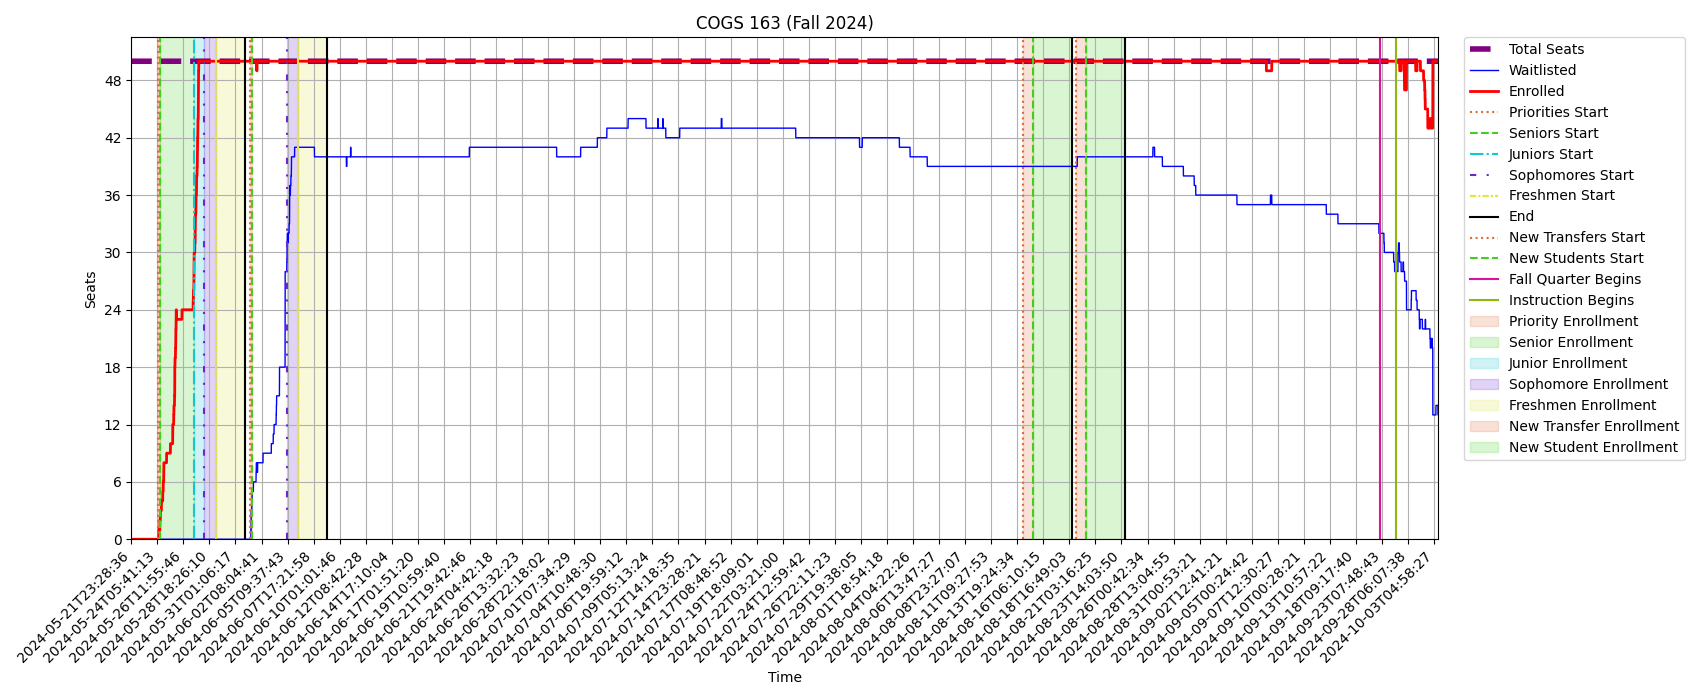 COGS 163 (Fall 2024)
Seats
48
42
36
30
24
18
12
6
0
2024-05-21T23:28:36
2024-05-24T05:41:13
2024-05-26T11:55:46
2024-05-28T18:26:10
2024-05-31T01:06:17
2024-06-02T08:04:41
2024-06-05T09:37:43
2024-06-07T17:21:58
2024-06-10T01:01:46
2024-06-12T08:42:28
2024-06-14T17:10:04
2024-06-17T01:51:20
2024-06-19T10:59:40
2024-06-21T19:42:46
2024-06-24T04:42:18
2024-06-26T13:32:23
2024-06-28T22:18:02
2024-07-01T07:34:29
2024-07-04T10:48:30
2024-07-06T19:59:12
2024-07-09T05:13:24
2024-07-12T14:18:35
2024-07-14T23:28:21
2024-07-17T08:48:52
2024-07-19T18:09:01
2024-07-22T03:21:00
2024-07-24T12:59:42
2024-07-26T22:11:23
2024-07-29T19:38:05
2024-08-01T18:54:18
2024-08-04T04:22:26
2024-08-06T13:47:27
2024-08-08T23:27:07
2024-08-11T09:27:53
2024-08-13T19:24:34
2024-08-16T06:10:15
2024-08-18T16:49:03
2024-08-21T03:16:25
2024-08-23T14:03:50
2024-08-26T00:42:34
2024-08-28T13:04:55
2024-08-31T00:53:21
2024-09-02T12:41:21
2024-09-05T00:24:42
2024-09-07T12:30:27
2024-09-10T00:28:21
2024-09-13T10:57:22
2024-09-18T09:17:40
2024-09-23T07:48:43
2024-09-28T06:07:38
2024-10-03T04:58:27
Time
Total Seats
Waitlisted
Enrolled
Priorities Start
Seniors Start
Juniors Start
Sophomores Start
Freshmen Start
End
New Transfers Start
New Students Start
Fall Quarter Begins
Instruction Begins
Priority Enrollment
Senior Enrollment
Junior Enrollment
Sophomore Enrollment
Freshmen Enrollment
New Transfer Enrollment
New Student Enrollment